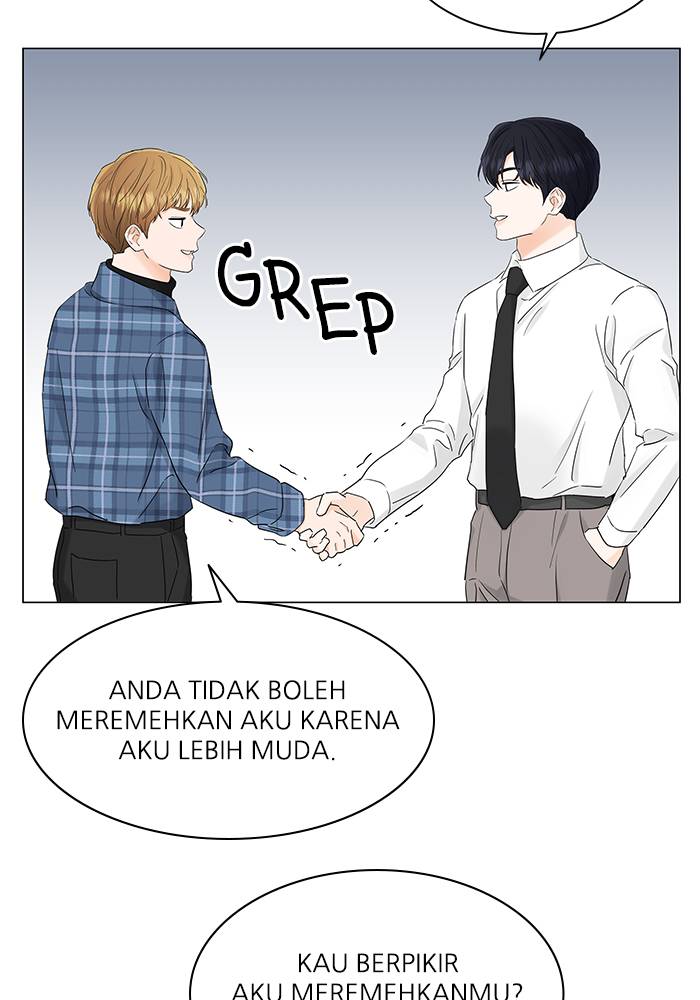 GREP
ANDA TIDAK BOLEH
MEREMEHKAN AKU KARENA
AKU LEBIH MUDA.
KAU BERPIKIR
AKU MEREMEHKANMU?